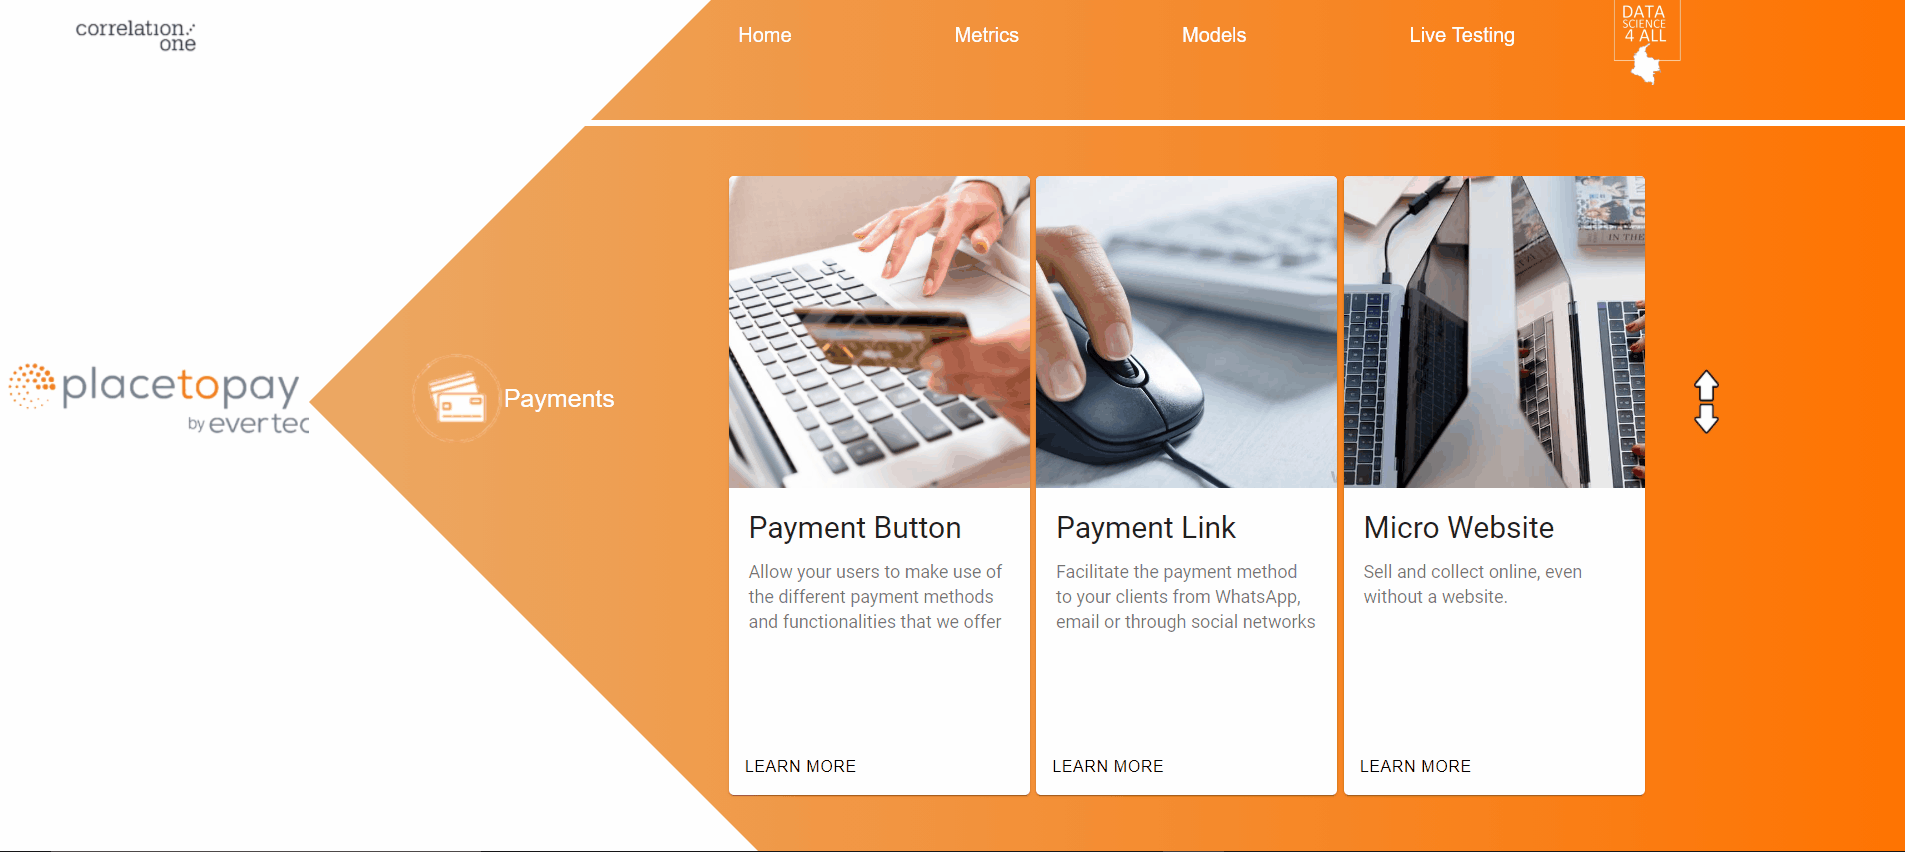 correlation
one
Home
Metrics
Models
Live Testing
DATA
SCIENCE
4 ALL
placetopay
by evertec
Payments
IN THE
Payment Button
Allow your users to make use of
the different payment methods
and functionalities that we offer
LEARN MORE
Payment Link
Facilitate the payment method
to your clients from WhatsApp,
email or through social networks
LEARN MORE
Micro Website
Sell and collect online, even
without a website.
LEARN MORE